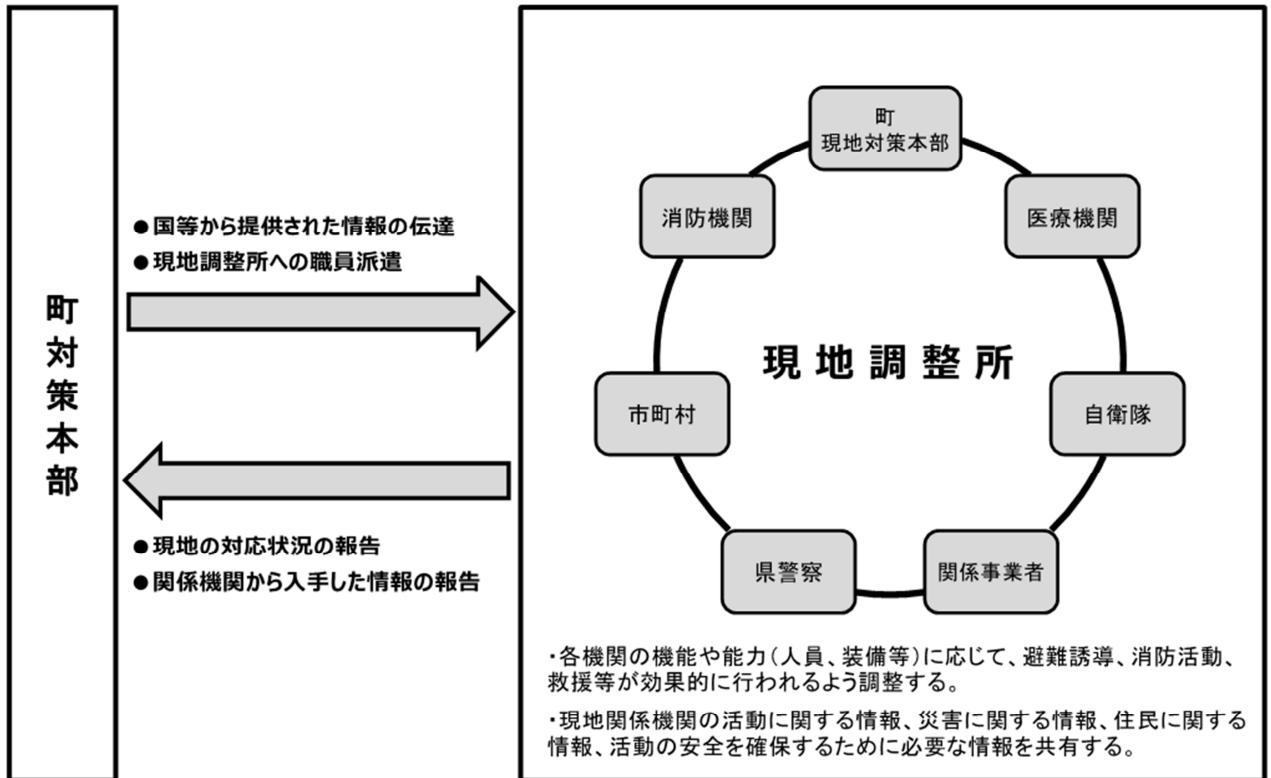 町対策本部
●国等から提供された情報の伝達
●現地調整所への職員派遣
●現地の対応状況の報告
●関係機関から入手した情報の報告
町
現地対策本部
消防機関
医療機関
現地調整所
市町村
自衛隊
県警察
関係事業者
・各機関の機能や能力(人員、装備等)に応じて、避難誘導、消防活動、
救援等が効果的に行われるよう調整する。
・現地関係機関の活動に関する情報、災害に関する情報、住民に関する
情報、活動の安全を確保するために必要な情報を共有する。